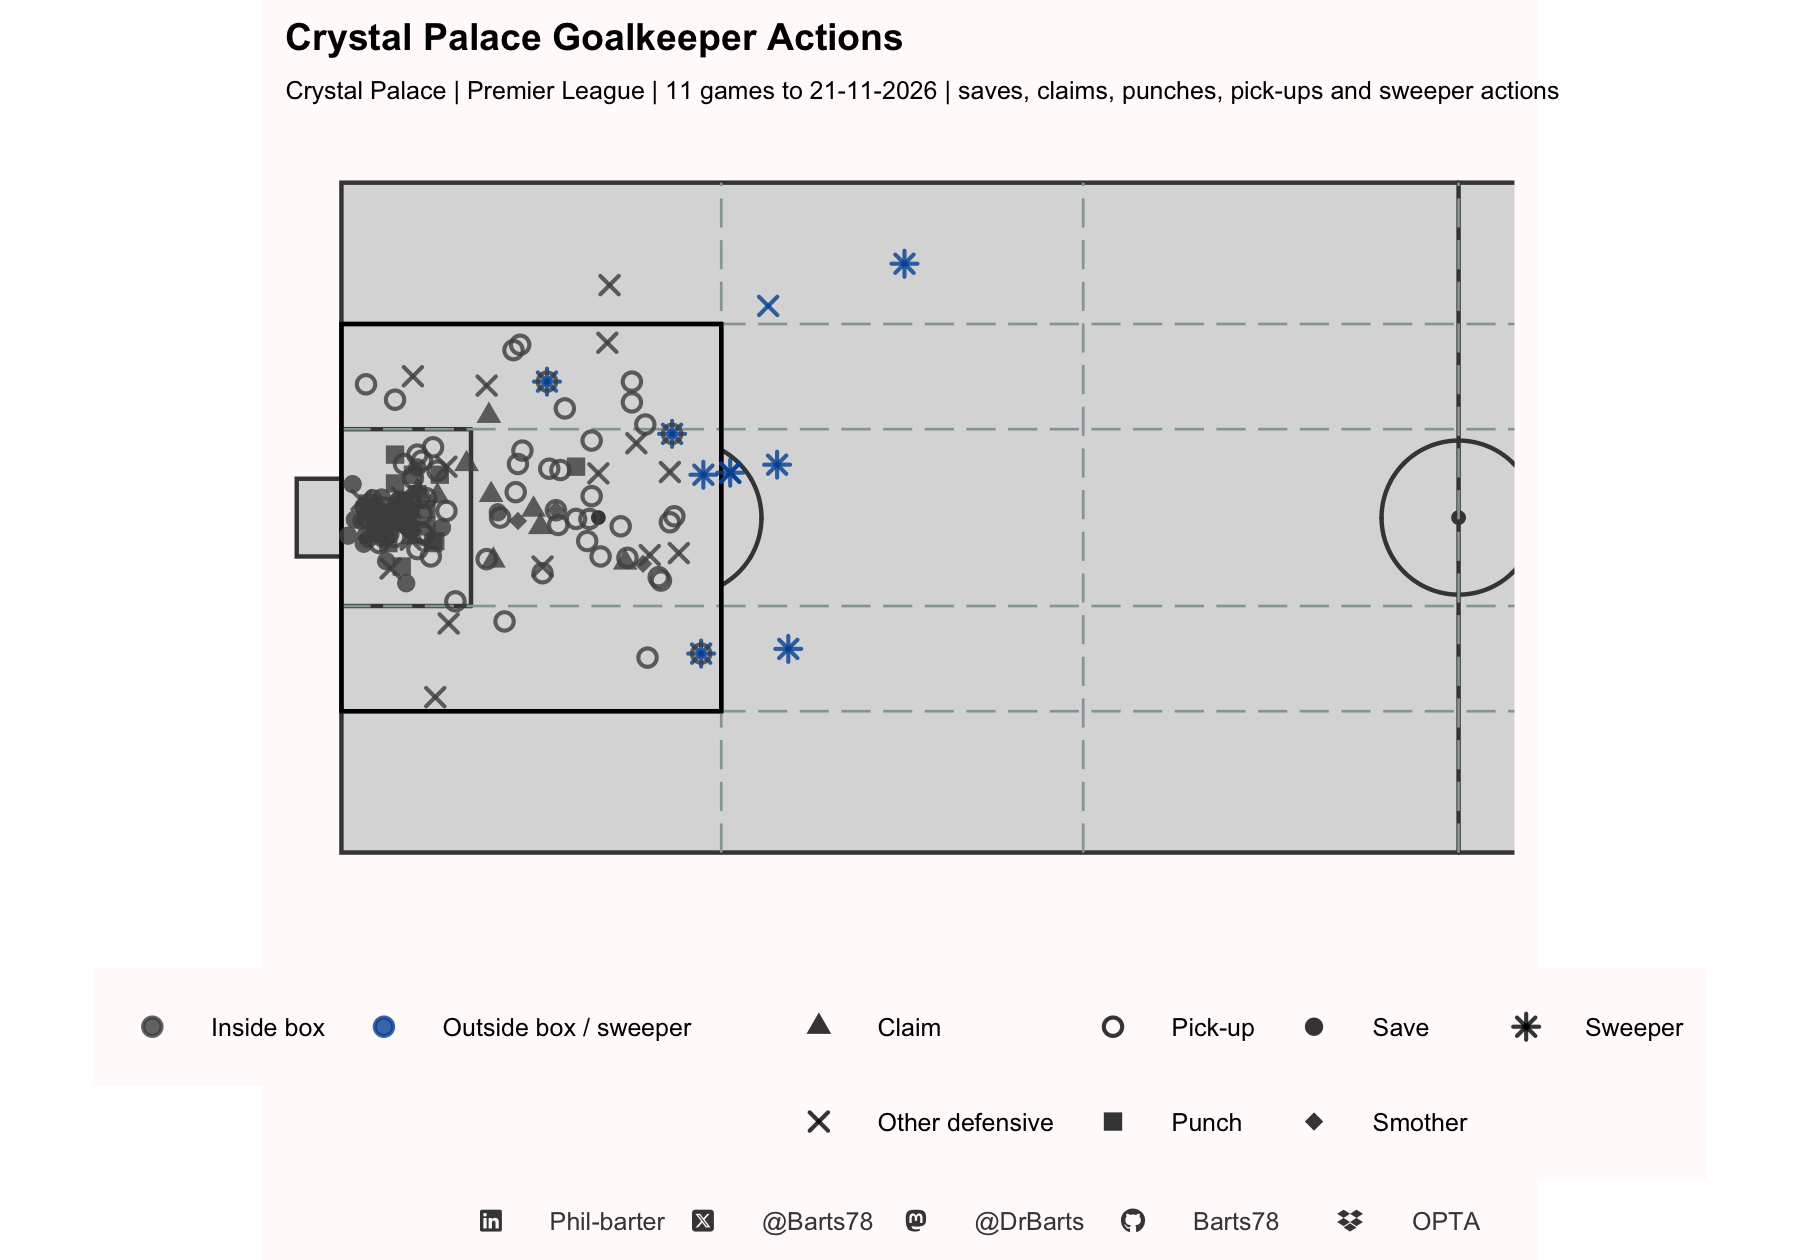 Crystal Palace Goalkeeper Actions
Crystal Palace | Premier League | 11 games to 21-11-2026 | saves, claims, punches, pick-ups and sweeper actions
Inside box Outside box / sweeper Claim Pick-up Save Sweeper
Other defensive Punch Smother
Phil-barter @Barts78 @DrBarts Barts78 OPTA